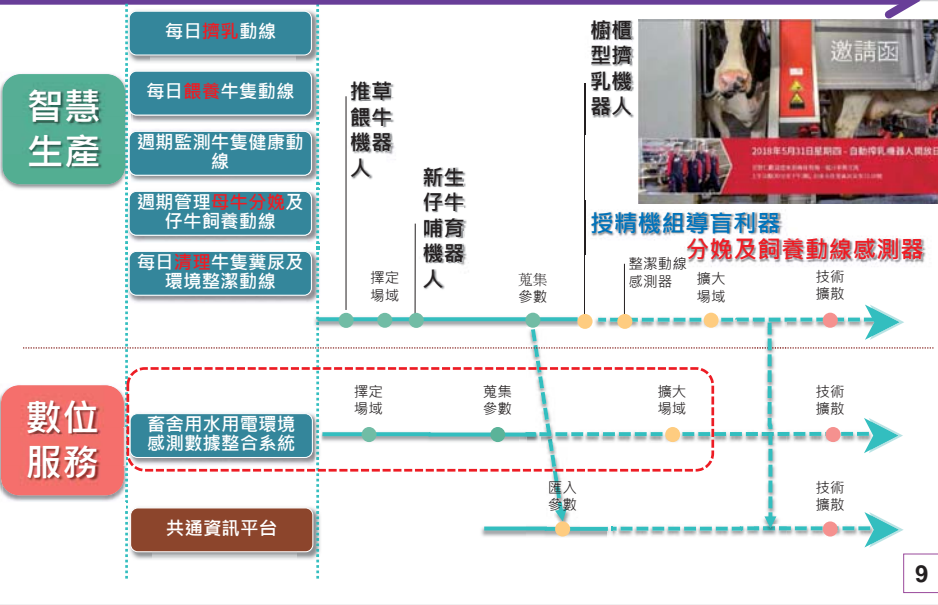 智慧
生產
每日擠乳動線
每日餵養牛隻動線
週期監測牛隻健康動
線
週期管理母牛分娩及
仔牛飼養動線
每日清理牛隻糞尿及
環境整潔動線
推草
餵牛
機器
人
新生
仔牛
哺育
機器
人
櫥櫃
型擠
乳機
器人
邀請函
2018年5月31日星期四 - 自動搾乳機器人開放日
授精機組導盲利器
分娩及飼養動線感測器
擇定
場域
蒐集
參數
整潔動線
感測器
擴大
場域
技術
擴散
數位
服務
畜舍用水用電環境
感測數據整合系統
擇定
場域
蒐集
參數
擴大
場域
技術
擴散
共通資訊平台
匯入
參數
技術
擴散
9